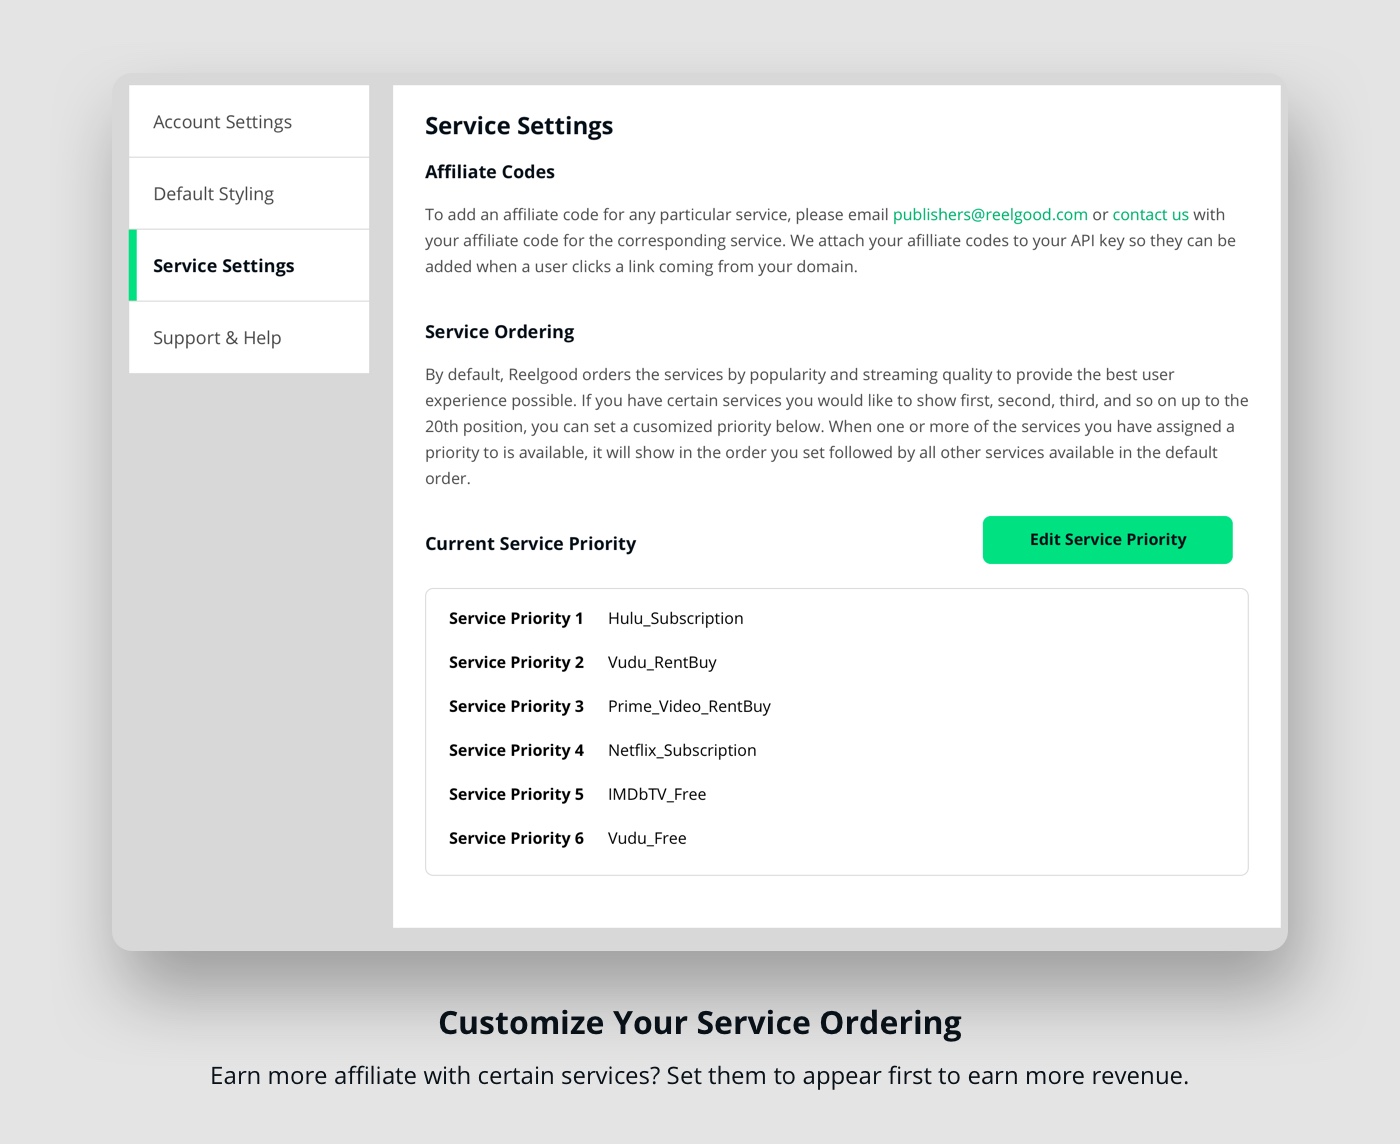 Account Settings
Default Styling
Service Settings
Support & Help
Service Settings
Affiliate Codes
To add an affiliate code for any particular service, please email publishers@reelgood.com or contact us with
your affiliate code for the corresponding service. We attach your afilliate codes to your API key so they can be
added when a user clicks a link coming from your domain.
Service Ordering
By default, Reelgood orders the services by popularity and streaming quality to provide the best user
experience possible. If you have certain services you would like to show first, second, third, and so on up to the
20th position, you can set a cusomized priority below. When one or more of the services you have assigned a
priority to is available, it will show in the order you set followed by all other services available in the default
order.
Current Service Priority
Edit Service Priority
Service Priority 1 Hulu_Subscription
Service Priority 2 Vudu_RentBuy
Service Priority 3 Prime_Video_RentBuy
Service Priority 4 Netflix_Subscription
Service Priority 5 IMDbTV_Free
Service Priority 6 Vudu_Free
Customize Your Service Ordering
Earn more affiliate with certain services? Set them to appear first to earn more revenue.